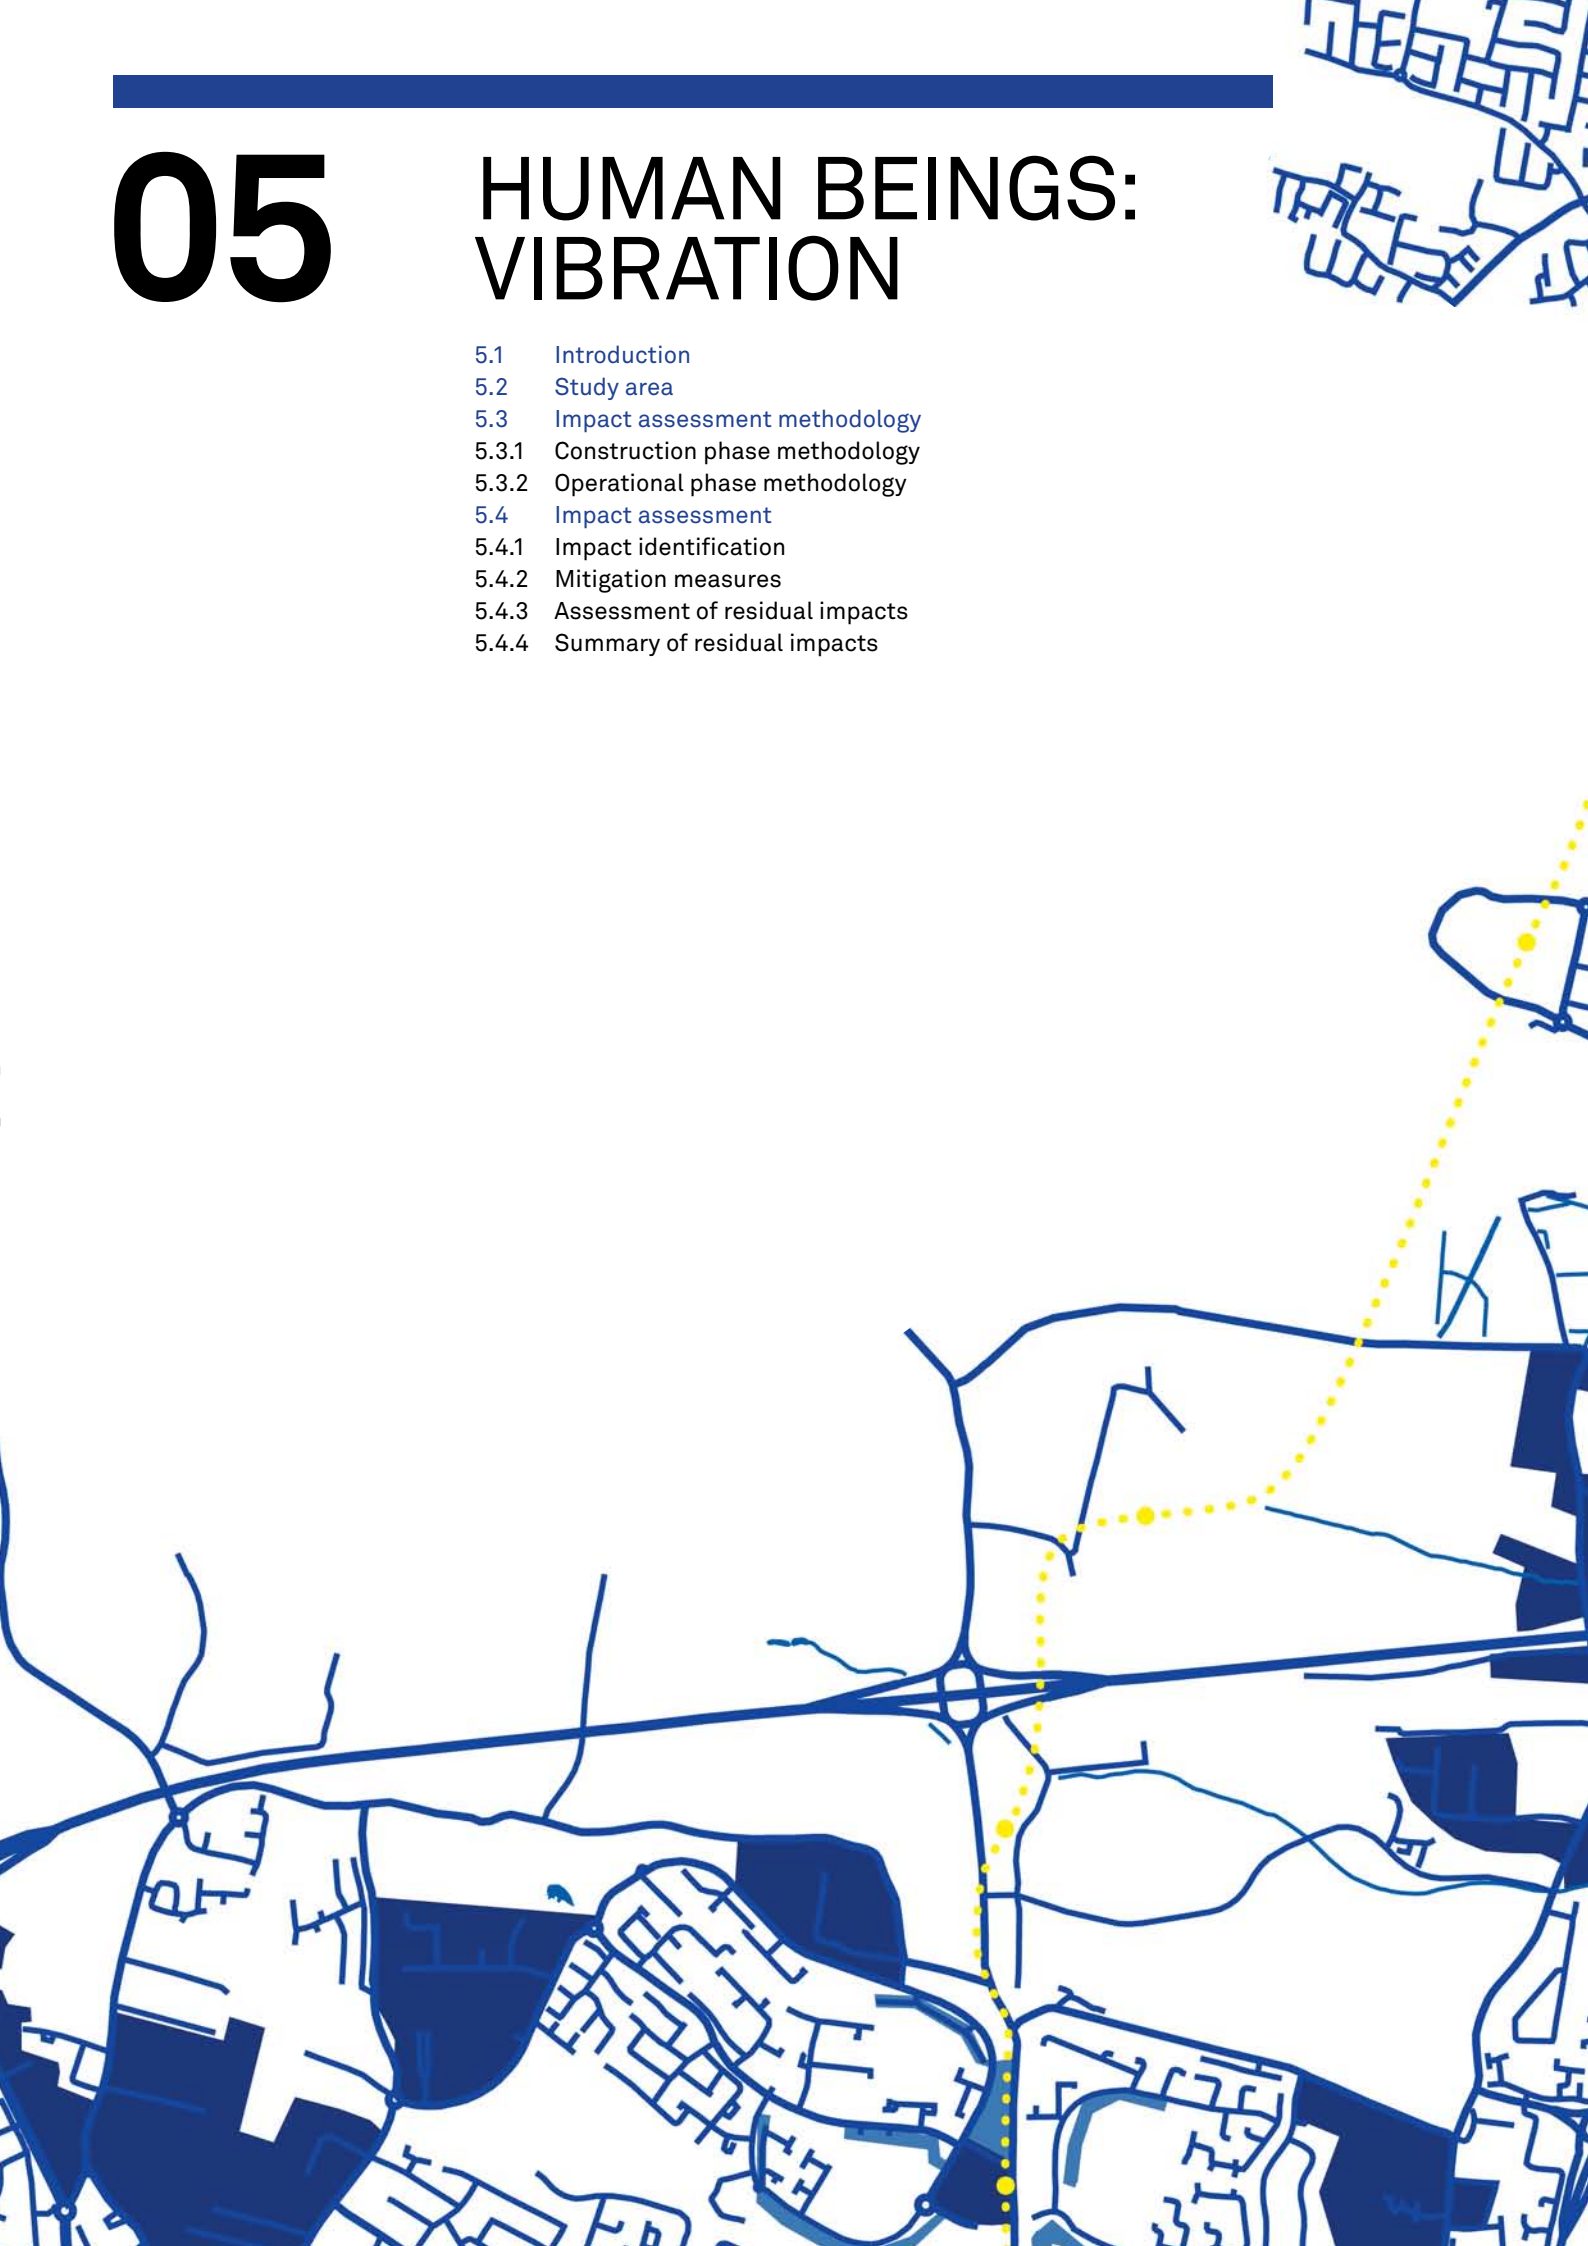 05
HUMAN BEINGS:
VIBRATION
5.1 Introduction
5.2 Study area
5.3 Impact assessment methodology
5.3.1 Construction phase methodology
5.3.2 Operational phase methodology
5.4 Impact assessment
5.4.1 Impact identification
5.4.2 Mitigation measures
5.4.3 Assessment of residual impacts
5.4.4 Summary of residual impacts